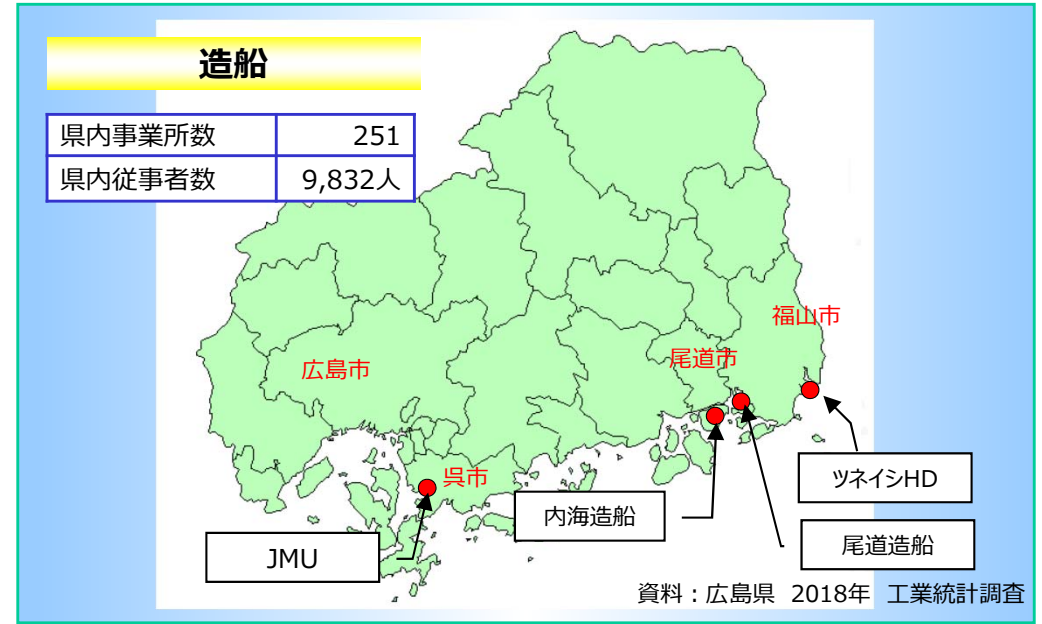 造船
県内事業所数 251
県内従事者数 9,832人
福山市
尾道市
広島市
呉市
ツネイシHD
内海造船
尾道造船
JMU
資料：広島県 2018年 工業統計調査